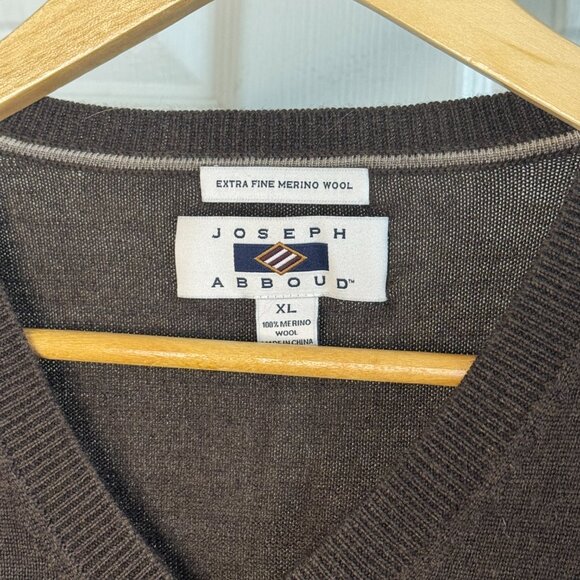 EXTRA FINE MERINO WOOL
JOSEPH
ABBOUD™
XL
100% MERINO
WOOL
MADE IN CHINA